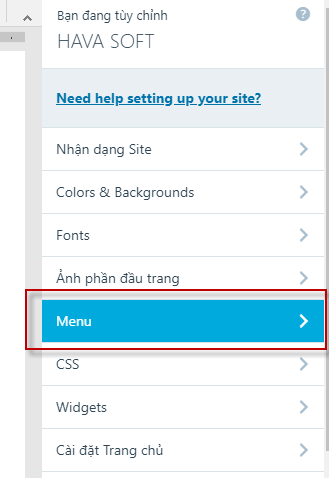 Bạn đang tùy chỉnh
HAVA SOFT
Need help setting up your site?
Nhận dạng Site
Colors & Backgrounds
Fonts
Ảnh phần đầu trang
Menu
CSS
Widgets
Cài đặt Trang chủ